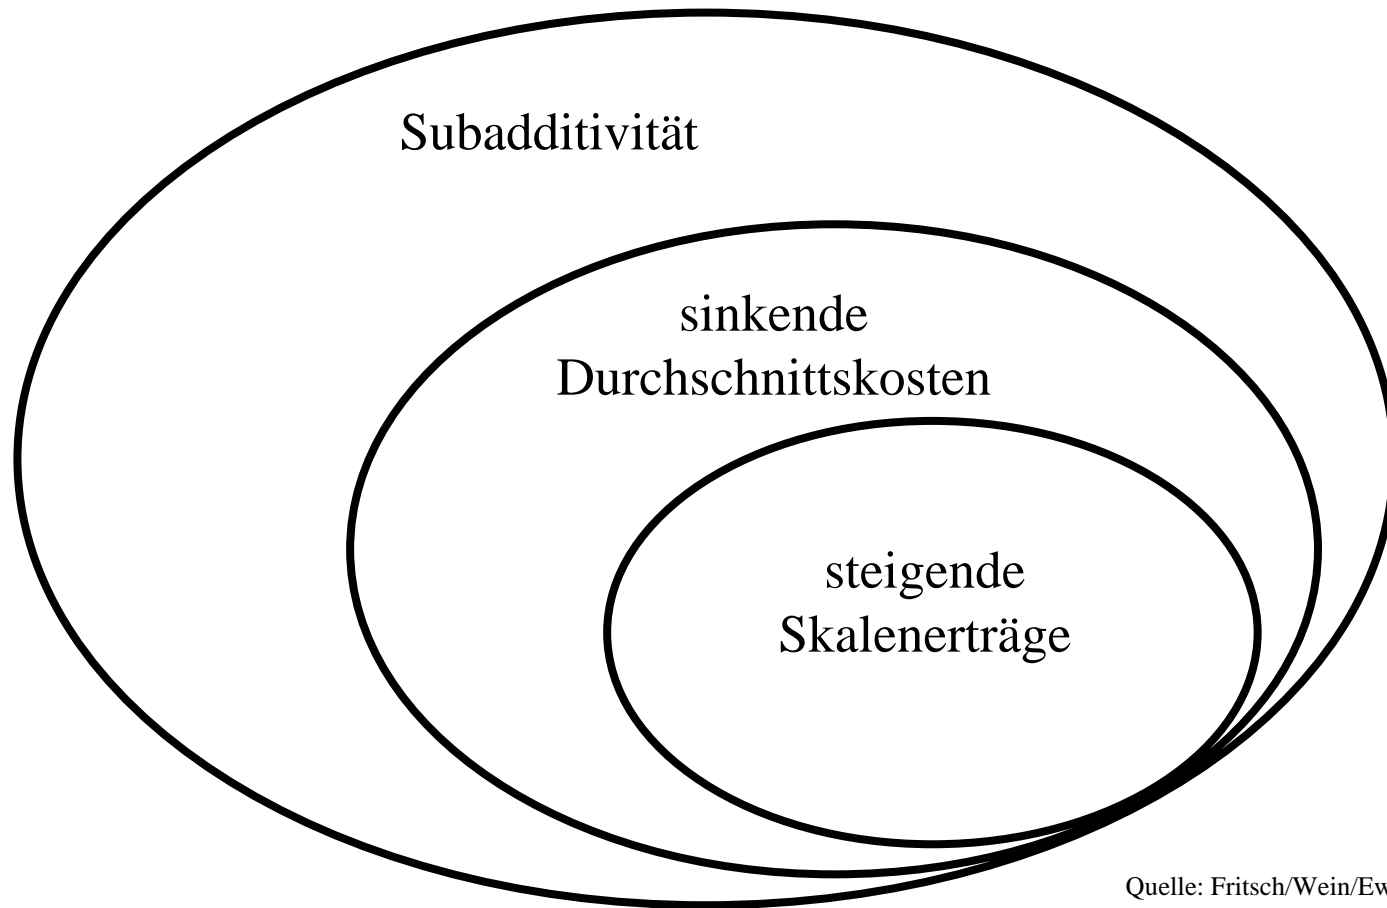 Subadditivität
sinkende
Durchschnittskosten
steigende
Skalenerträge
Quelle: Fritsch/Wein/Ew